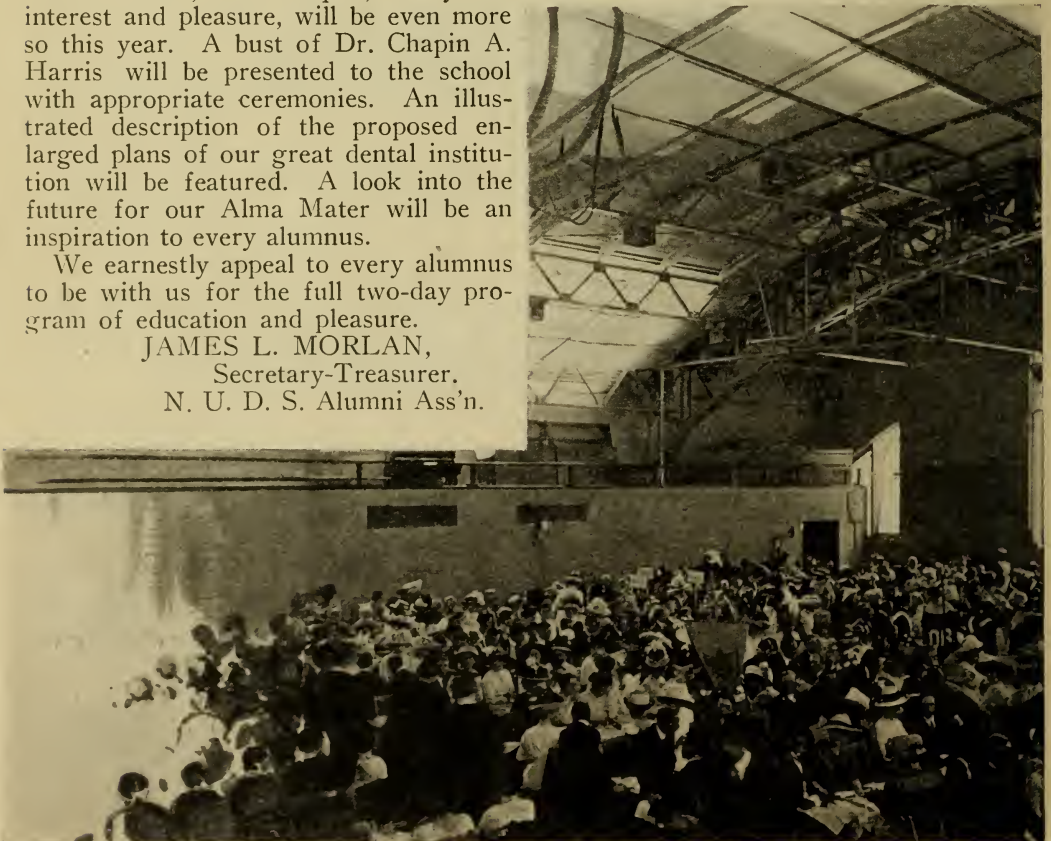 interest and pleasure, will be even more
so this year. A bust of Dr. Chapin A.
Harris will be presented to the school
with appropriate ceremonies. An illus-
trated description of the proposed en-
larged plans of our great dental institu-
tion will be featured. A look into the
future for our Alma Mater will be an
inspiration to every alumnus.
We earnestly appeal to every alumnus
to be with us for the full two-day pro-
gram of education and pleasure.
JAMES L. MORLAN,
Secretary-Treasurer.
N. U. D. S. Alumni Ass'n.